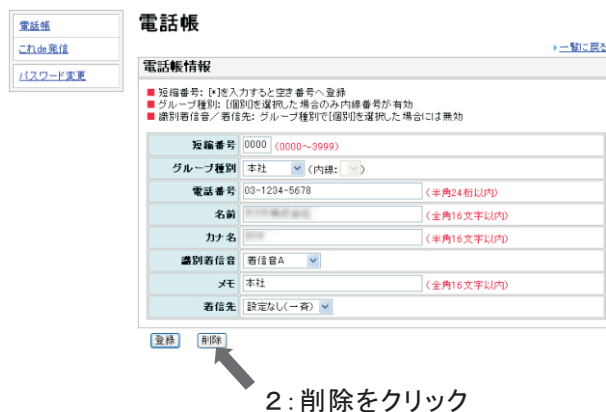 電話帳
これde発信
パスワード変更
電話帳
一覧に戻る
電話帳情報
■ 短縮番号: [*]を入力すると空き番号へ登録
■ グループ種別: [個別]を選択した場合のみ内線番号が有効
■ 識別着信音／着信先: グループ種別で[個別]を選択した場合には無効
短縮番号 0000 (0000～3999)
グループ種別 本社 (内線: )
電話番号 03-1234-5678 (半角24桁以内)
名前 (全角16文字以内)
カナ名 (半角16文字以内)
識別着信音 着信音A
メモ 本社 (全角16文字以内)
着信先 設定なし(一斉)
登録 削除
２：削除をクリック